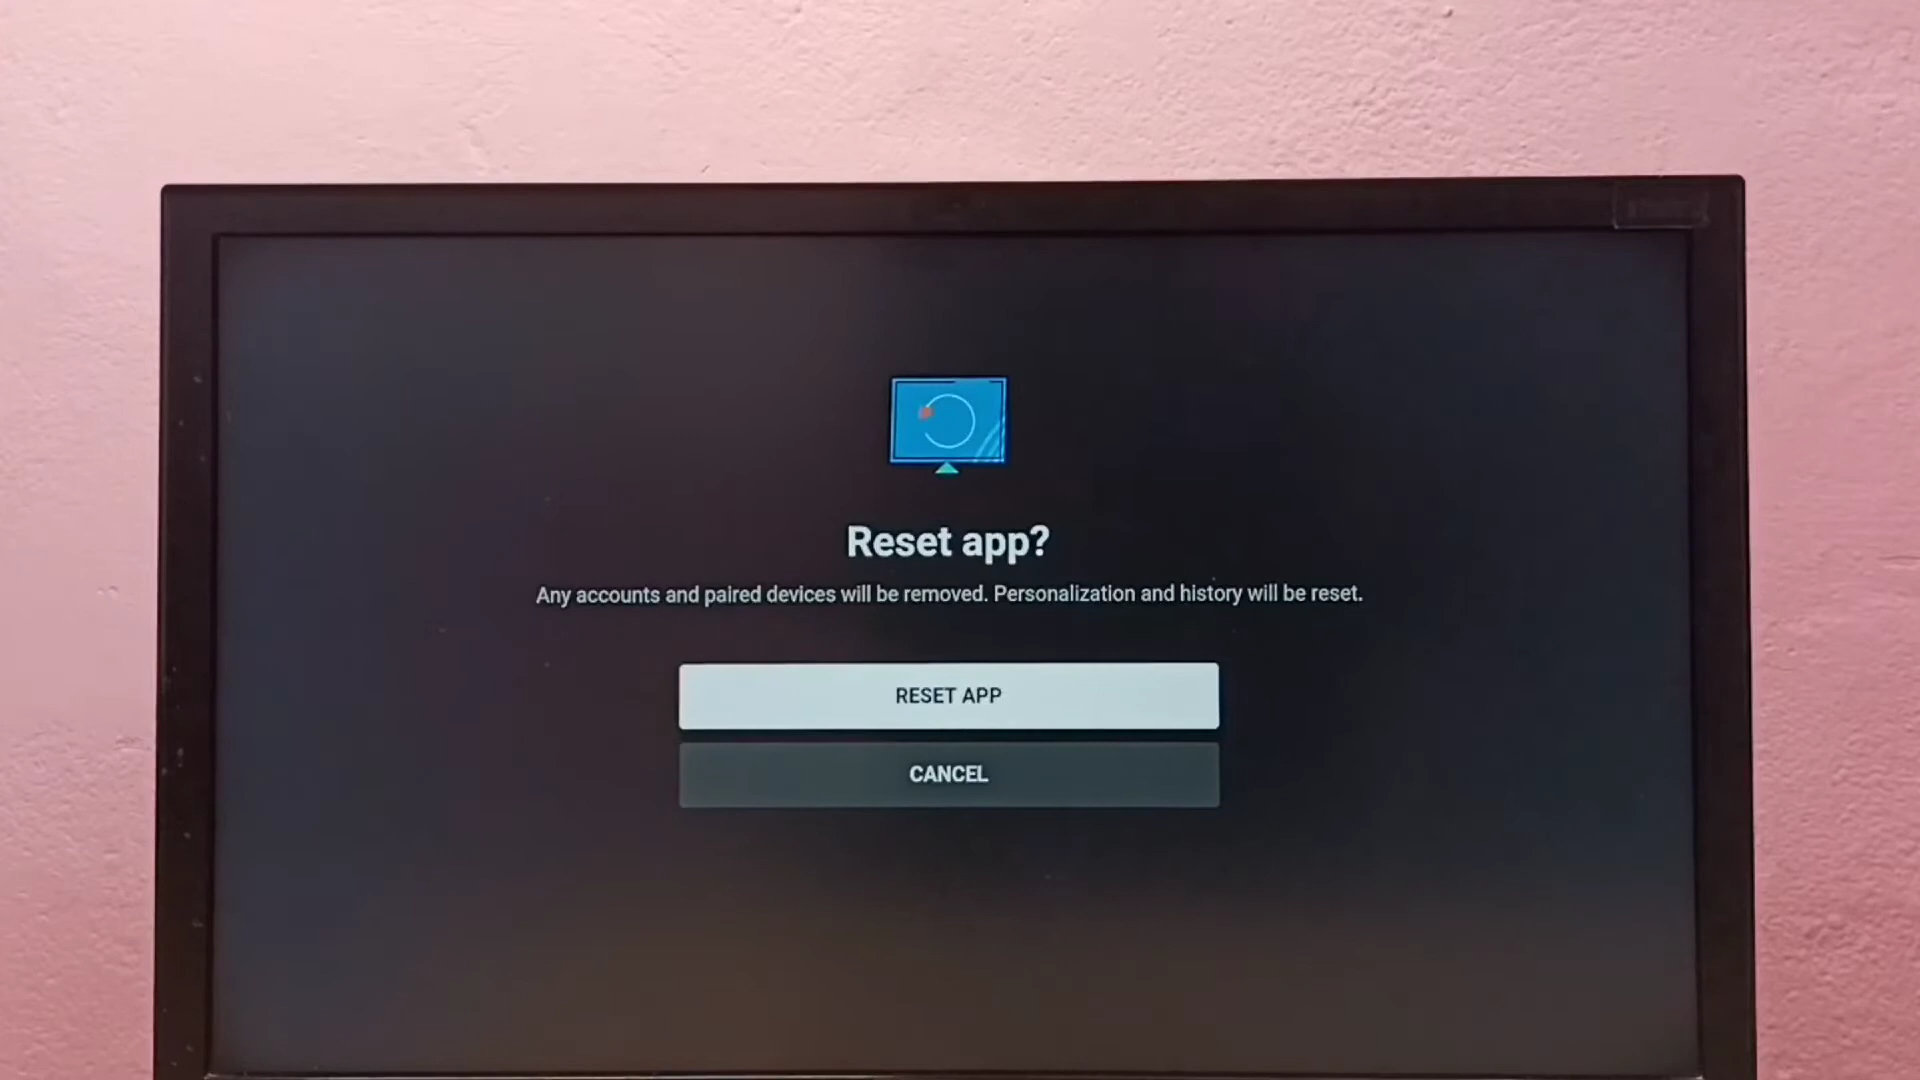 Reset app?
Any accounts and paired devices will be removed. Personalization and history will be reset.
RESET APP
CANCEL